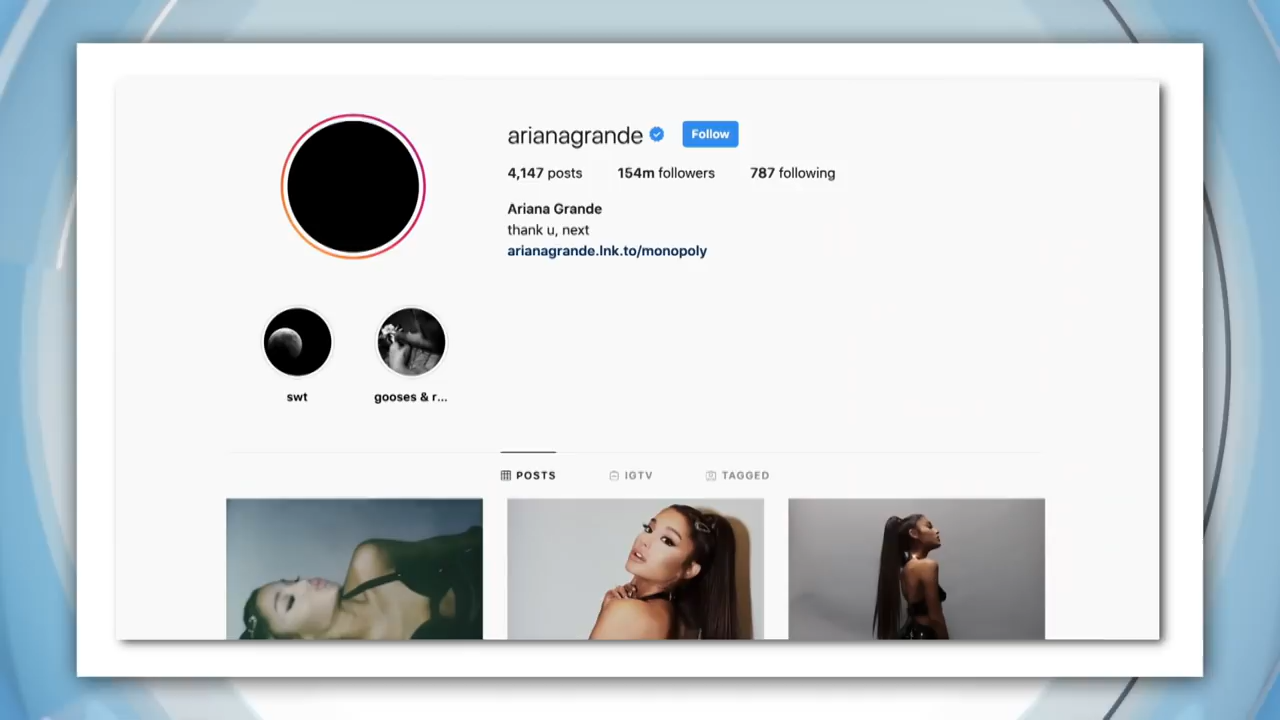 arianagrande Follow
4,147 posts 154m followers 787 following
Ariana Grande
thank u, next
arianagrande.lnk.to/monopoly
swt gooses & r...
POSTS IGTV TAGGED